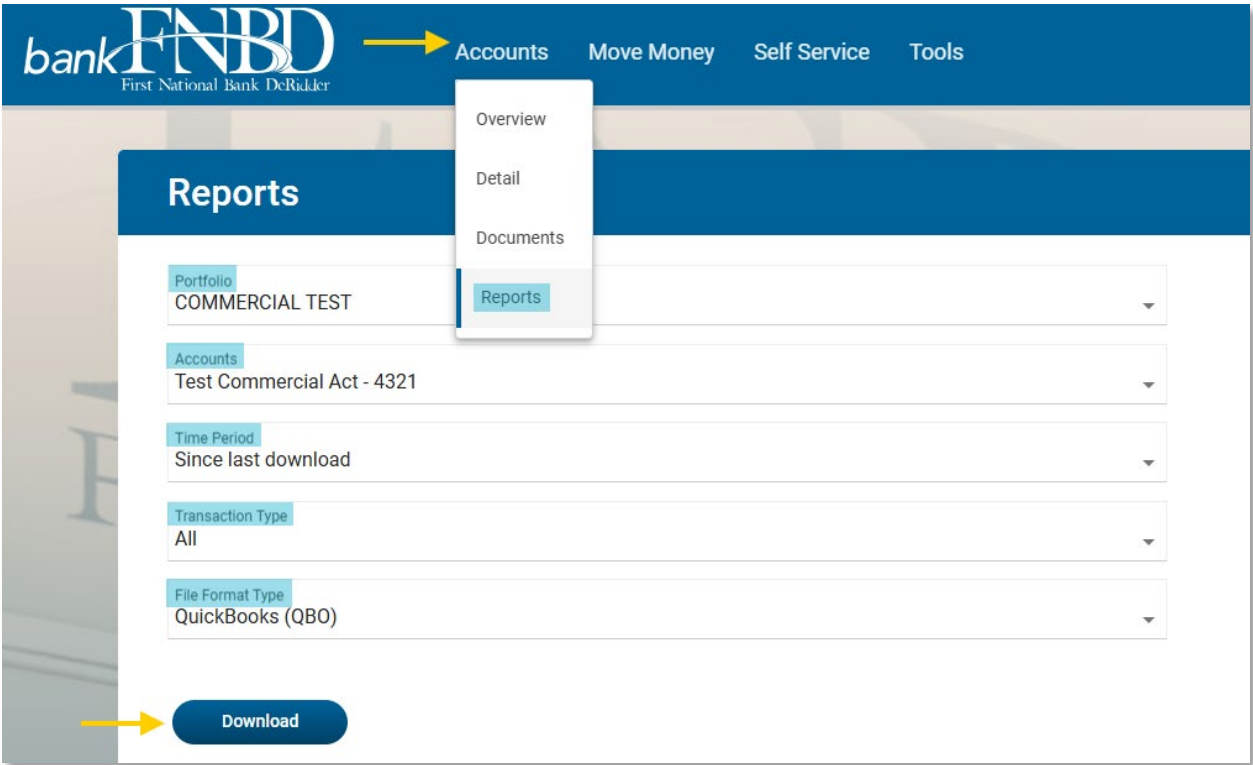 bank FNBD
First National Bank DeRidder
Accounts Move Money Self Service Tools
Overview
Detail
Documents
Reports
Reports
Portfolio
COMMERCIAL TEST
Accounts
Test Commercial Act - 4321
Time Period
Since last download
Transaction Type
All
File Format Type
QuickBooks (QBO)
Download